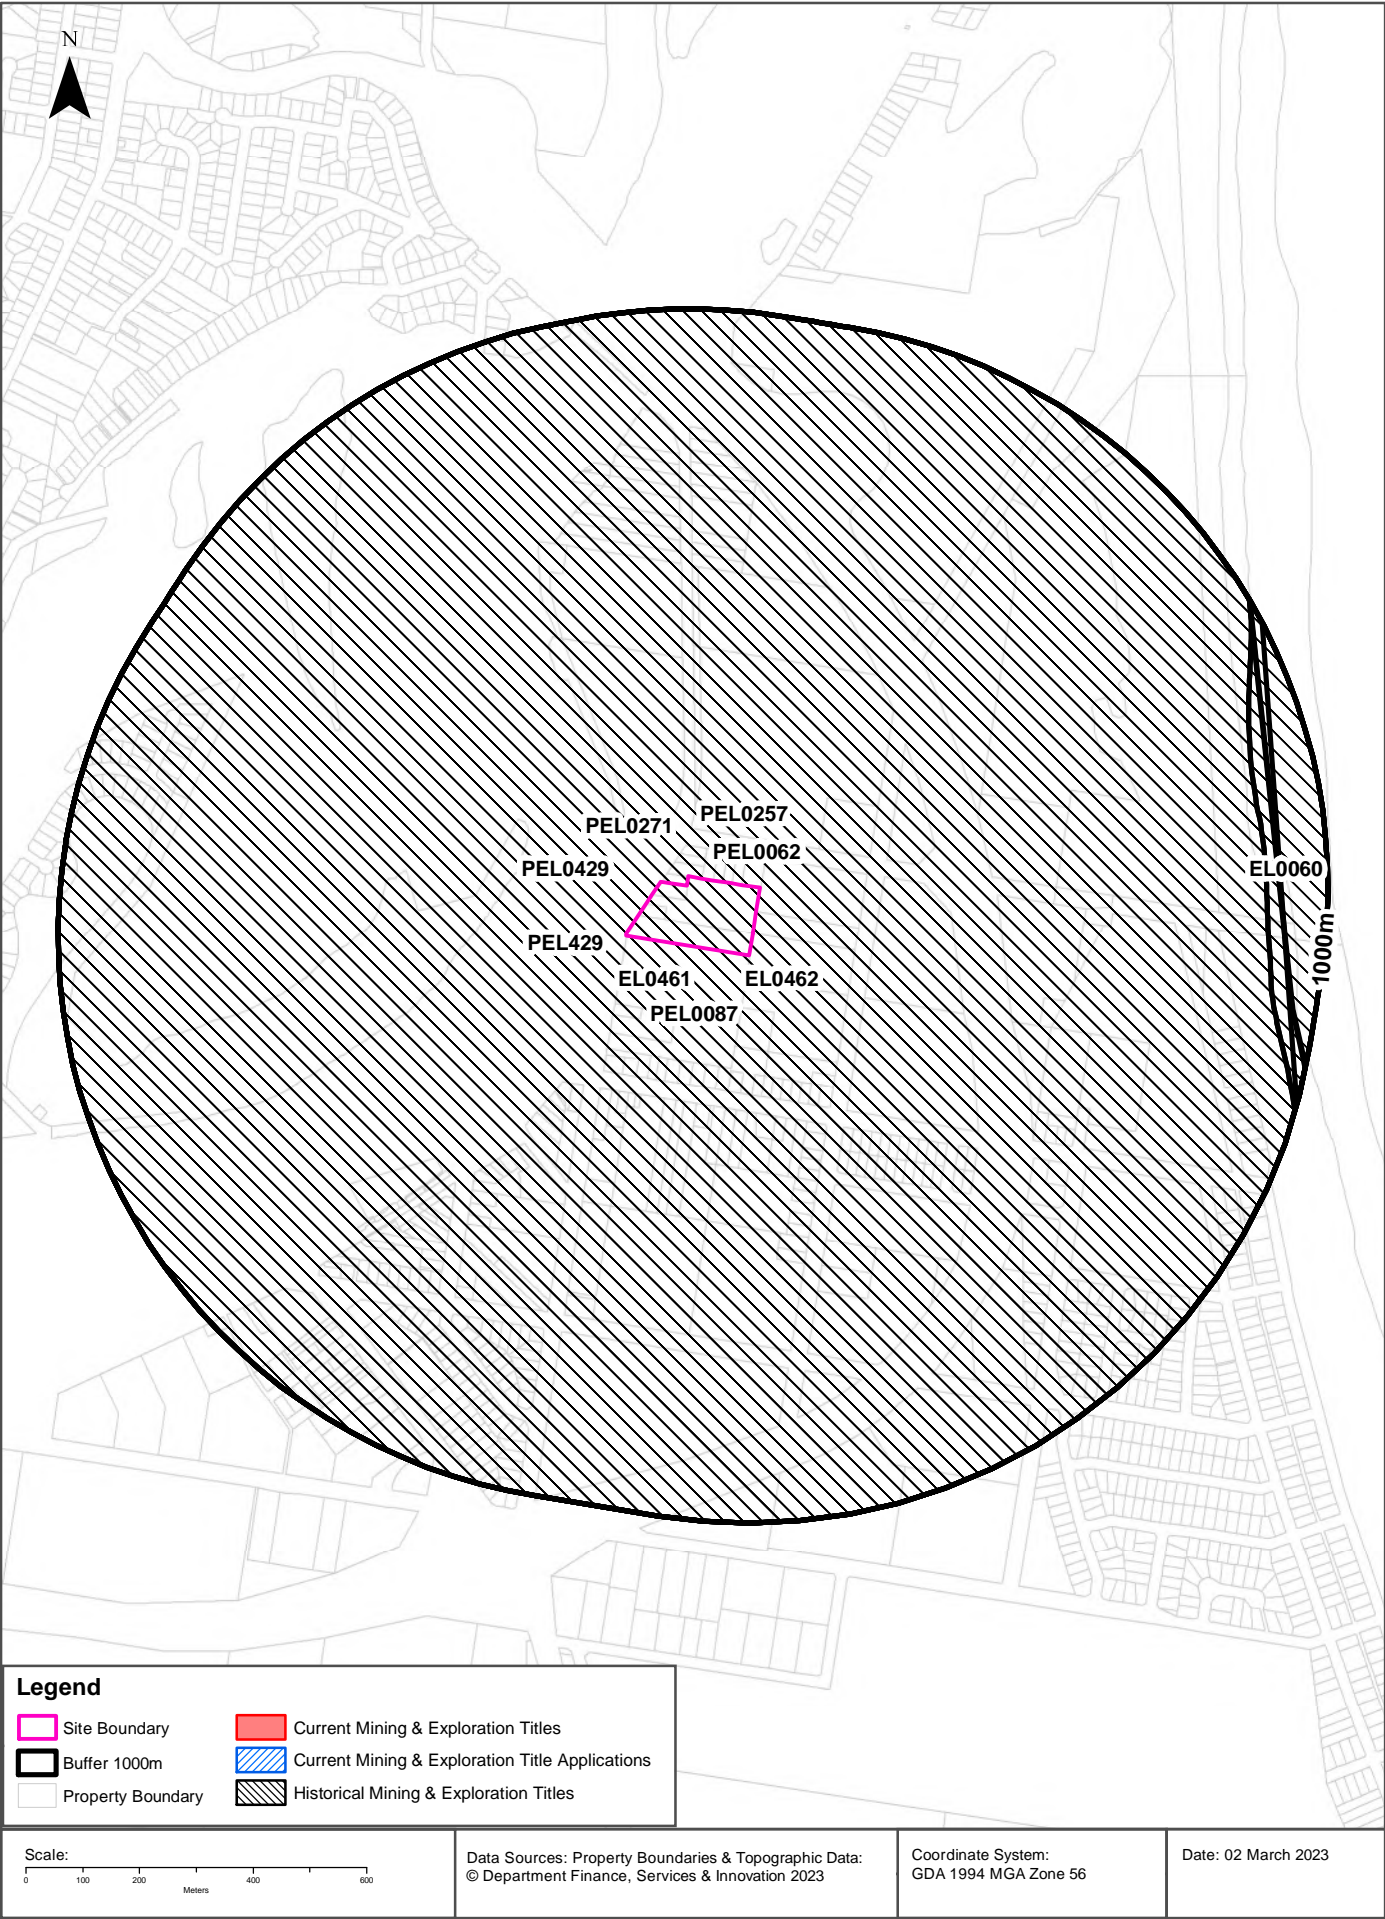 N
PEL0257
PEL0271
PEL0062
PEL0429
EL0060
PEL429
1000m
EL0461
EL0462
PEL0087
Legend
Site Boundary
Current Mining & Exploration Titles
Buffer 1000m
Current Mining & Exploration Title Applications
Property Boundary
Historical Mining & Exploration Titles
Scale:
0 100 200 400 600
Meters
Data Sources: Property Boundaries & Topographic Data:
© Department Finance, Services & Innovation 2023
Coordinate System:
GDA 1994 MGA Zone 56
Date: 02 March 2023